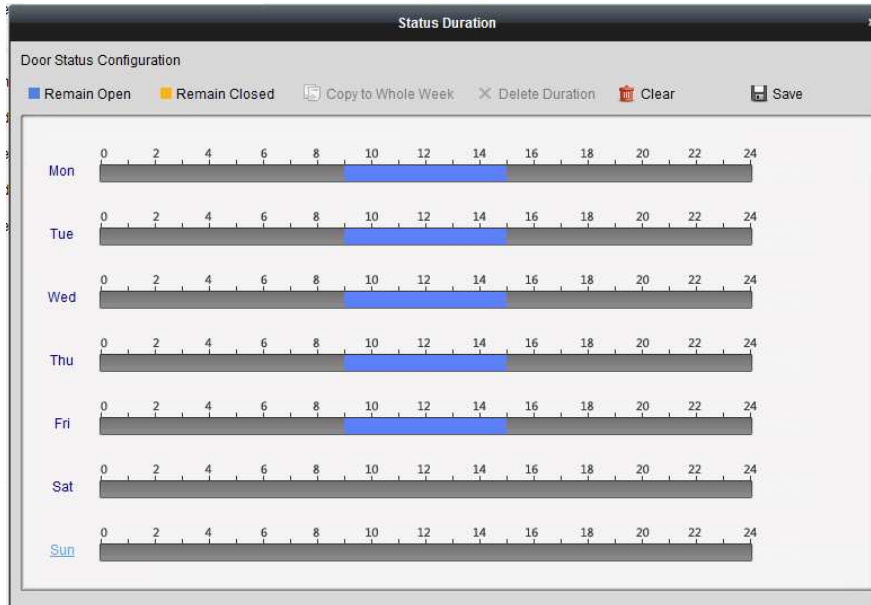 Status Duration
Door Status Configuration
Remain Open Remain Closed Copy to Whole Week Delete Duration Clear Save
0 2 4 6 8 10 12 14 16 18 20 22 24
Mon
0 2 4 6 8 10 12 14 16 18 20 22 24
Tue
0 2 4 6 8 10 12 14 16 18 20 22 24
Wed
0 2 4 6 8 10 12 14 16 18 20 22 24
Thu
0 2 4 6 8 10 12 14 16 18 20 22 24
Fri
0 2 4 6 8 10 12 14 16 18 20 22 24
Sat
0 2 4 6 8 10 12 14 16 18 20 22 24
Sun